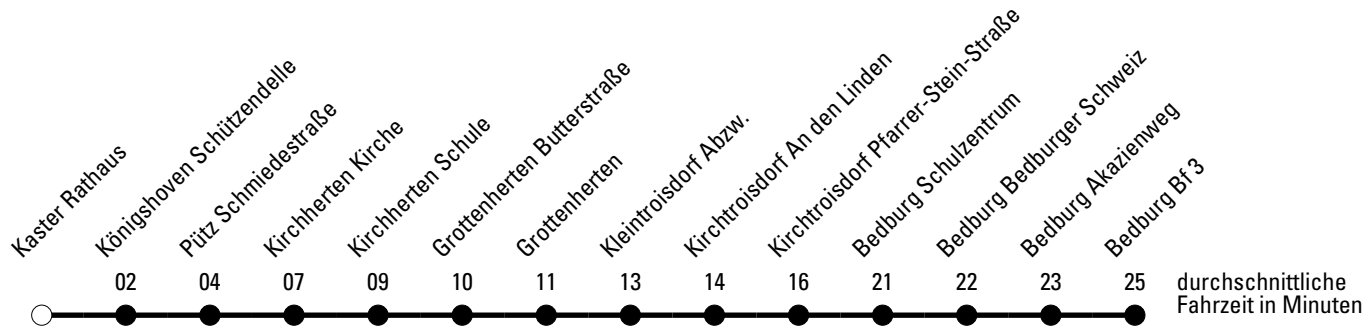 Kaster Rathaus
Königshoven Schützendelle
Pütz Schmiedestraße
Kirchherten Kirche
Kirchherten Schule
Grottenherten Butterstraße
Grottenherten
Kleintroisdorf Abzw.
Kirchtroisdorf An den Linden
Kirchtroisdorf Pfarrer-Stein-Straße
Bedburg Schulzentrum
Bedburg Bedburger Schweiz
Bedburg Akazienweg
Bedburg Bf 3
02 04 07 09 10 11 13 14 16 21 22 23 25
durchschnittliche
Fahrzeit in Minuten